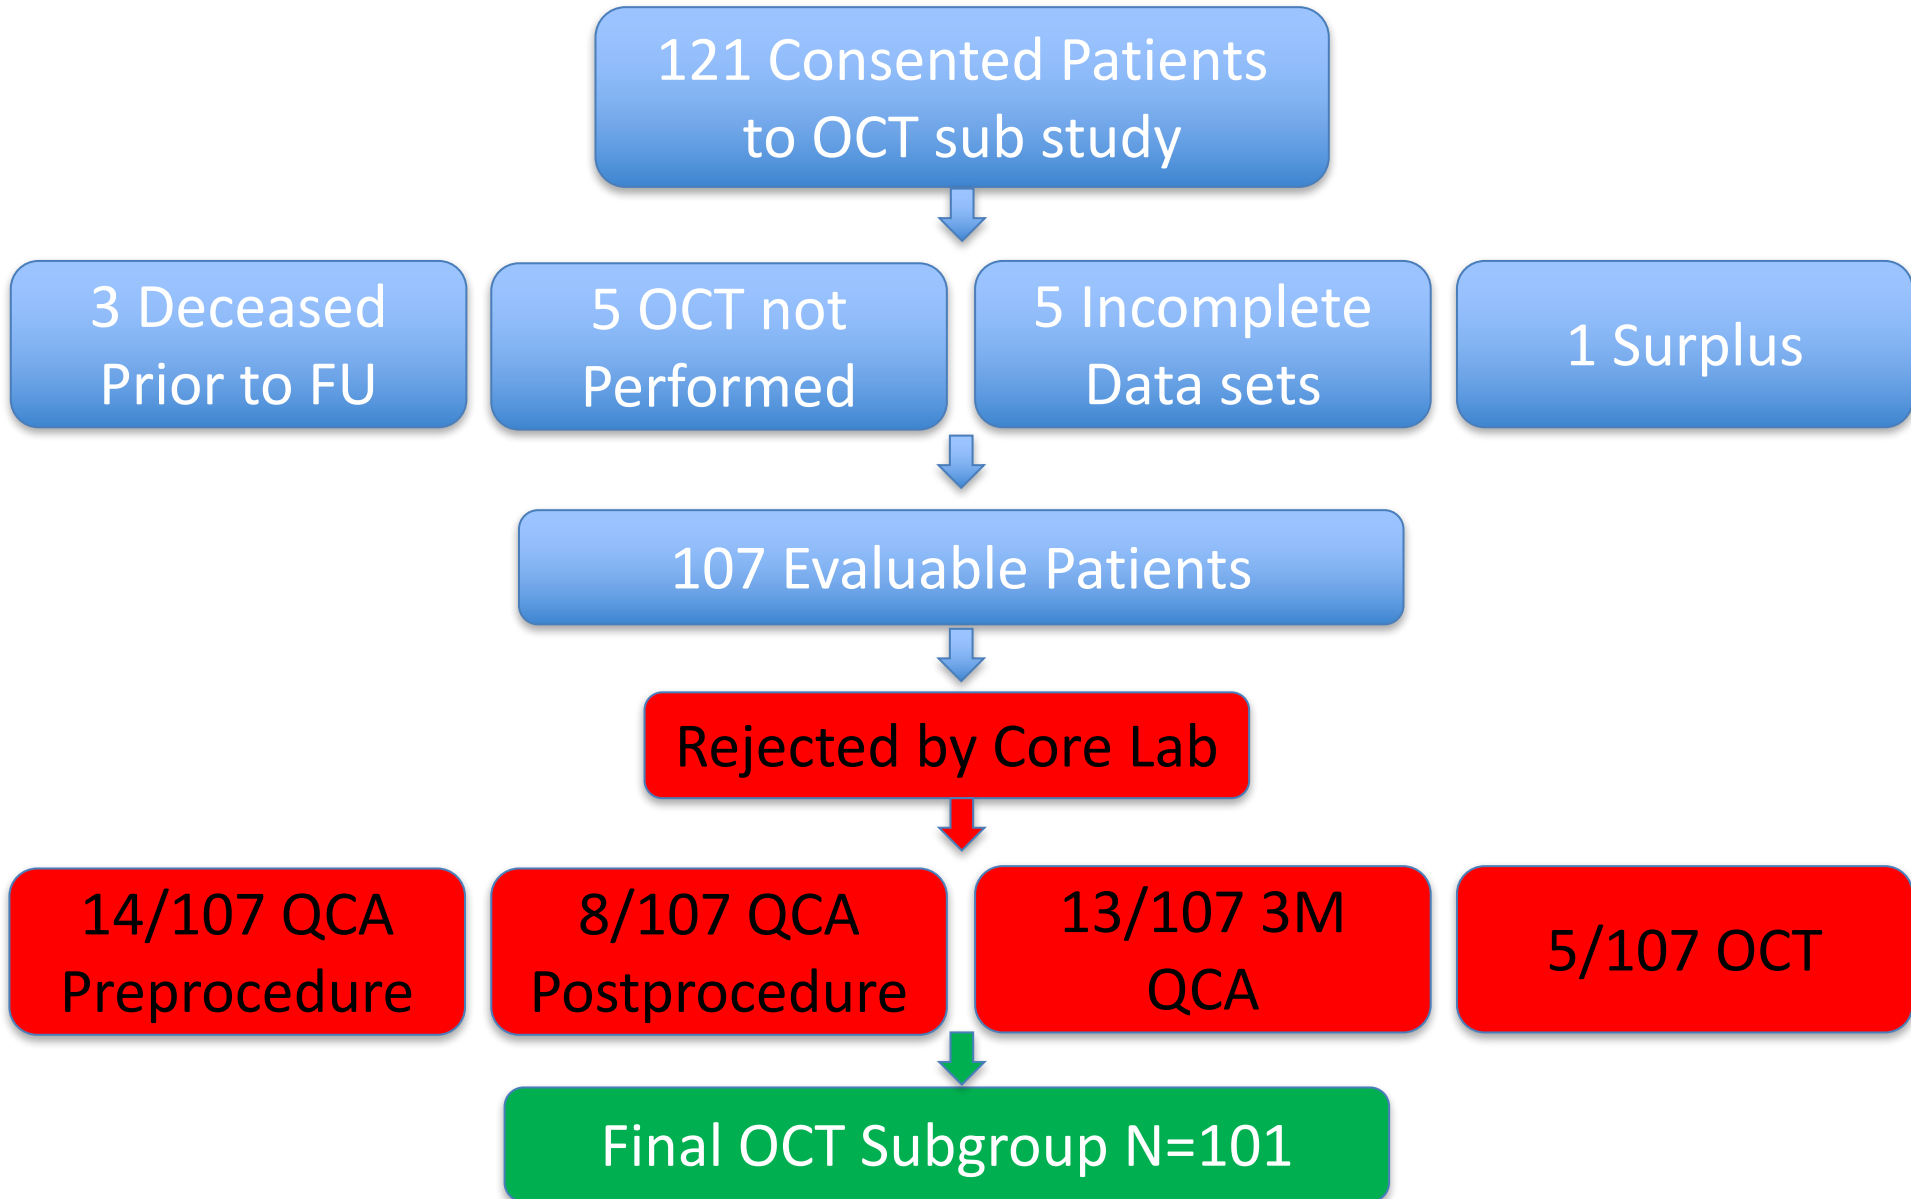 121 Consented Patients
to OCT sub study
3 Deceased
Prior to FU
5 OCT not
Performed
5 Incomplete
Data sets
1 Surplus
107 Evaluable Patients
Rejected by Core Lab
14/107 QCA
Preprocedure
8/107 QCA
Postprocedure
13/107 3M
QCA
5/107 OCT
Final OCT Subgroup N=101